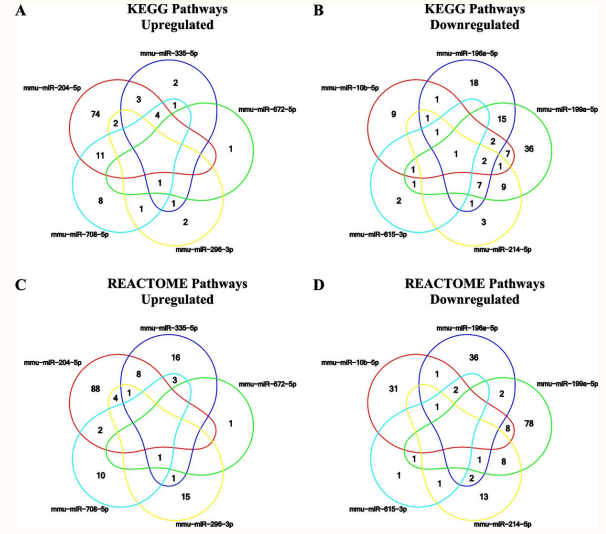 A
KEGG Pathways
Upregulated
mmu-miR-335-5p
mmu-miR-204-5p
mmu-miR-672-5p
2
3
1
4
74
2
1
11
1
8
1
1
2
mmu-miR-708-5p
mmu-miR-296-3p
B
KEGG Pathways
Downregulated
mmu-miR-196a-5p
mmu-miR-10b-5p
mmu-miR-199a-5p
18
1
9
1
15
1
2
36
1
2
7
1
1
1
7
9
2
1
3
mmu-miR-615-3p
mmu-miR-214-5p
C
REACTOME Pathways
Upregulated
mmu-miR-335-5p
mmu-miR-204-5p
mmu-miR-672-5p
16
8
3
88
4
1
1
2
1
10
1
15
mmu-miR-708-5p
mmu-miR-296-3p
D
REACTOME Pathways
Downregulated
mmu-miR-196a-5p
mmu-miR-10b-5p
mmu-miR-199a-5p
36
1
31
2
2
1
8
78
1
1
8
1
1
2
13
mmu-miR-615-3p
mmu-miR-214-5p